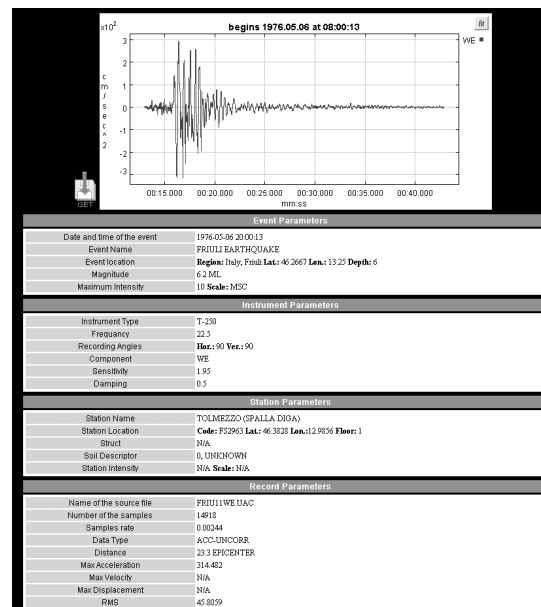 x10^2
begins 1976.05.06 at 08:00:13
fit
WE
3
2
1
0
-1
-2
-3
cm/sec^2
00:15.000 00:20.000 00:25.000 00:30.000 00:35.000 00:40.000
mm:ss
GET
Event Parameters
Date and time of the event 1976-05-06 20:00:13
Event Name FRIULI EARTHQUAKE
Event location Region: Italy, Friuli Lat.: 46.2667 Lon.: 13.25 Depth: 6
Magnitude 6.2 ML
Maximum Intensity 10 Scale: MSC
Instrument Parameters
Instrument Type T-250
Frequancy 22.5
Recording Angles Hor.: 90 Ver.: 90
Component WE
Sensitivity 1.95
Damping 0.5
Station Parameters
Station Name TOLMEZZO (SPALLA DIGA)
Station Location Code: FS2963 Lat.: 46.3828 Lon.:12.9856 Floor: 1
Struct N/A
Soil Descriptor 0, UNKNOWN
Station Intensity N/A Scale: N/A
Record Parameters
Name of the source file FRIU11WE.UAC
Number of the samples 14918
Samples rate 0.00244
Data Type ACC-UNCORR
Distance 23.3 EPICENTER
Max Acceleration 314.482
Max Velocity N/A
Max Displacement N/A
RMS 45.8059